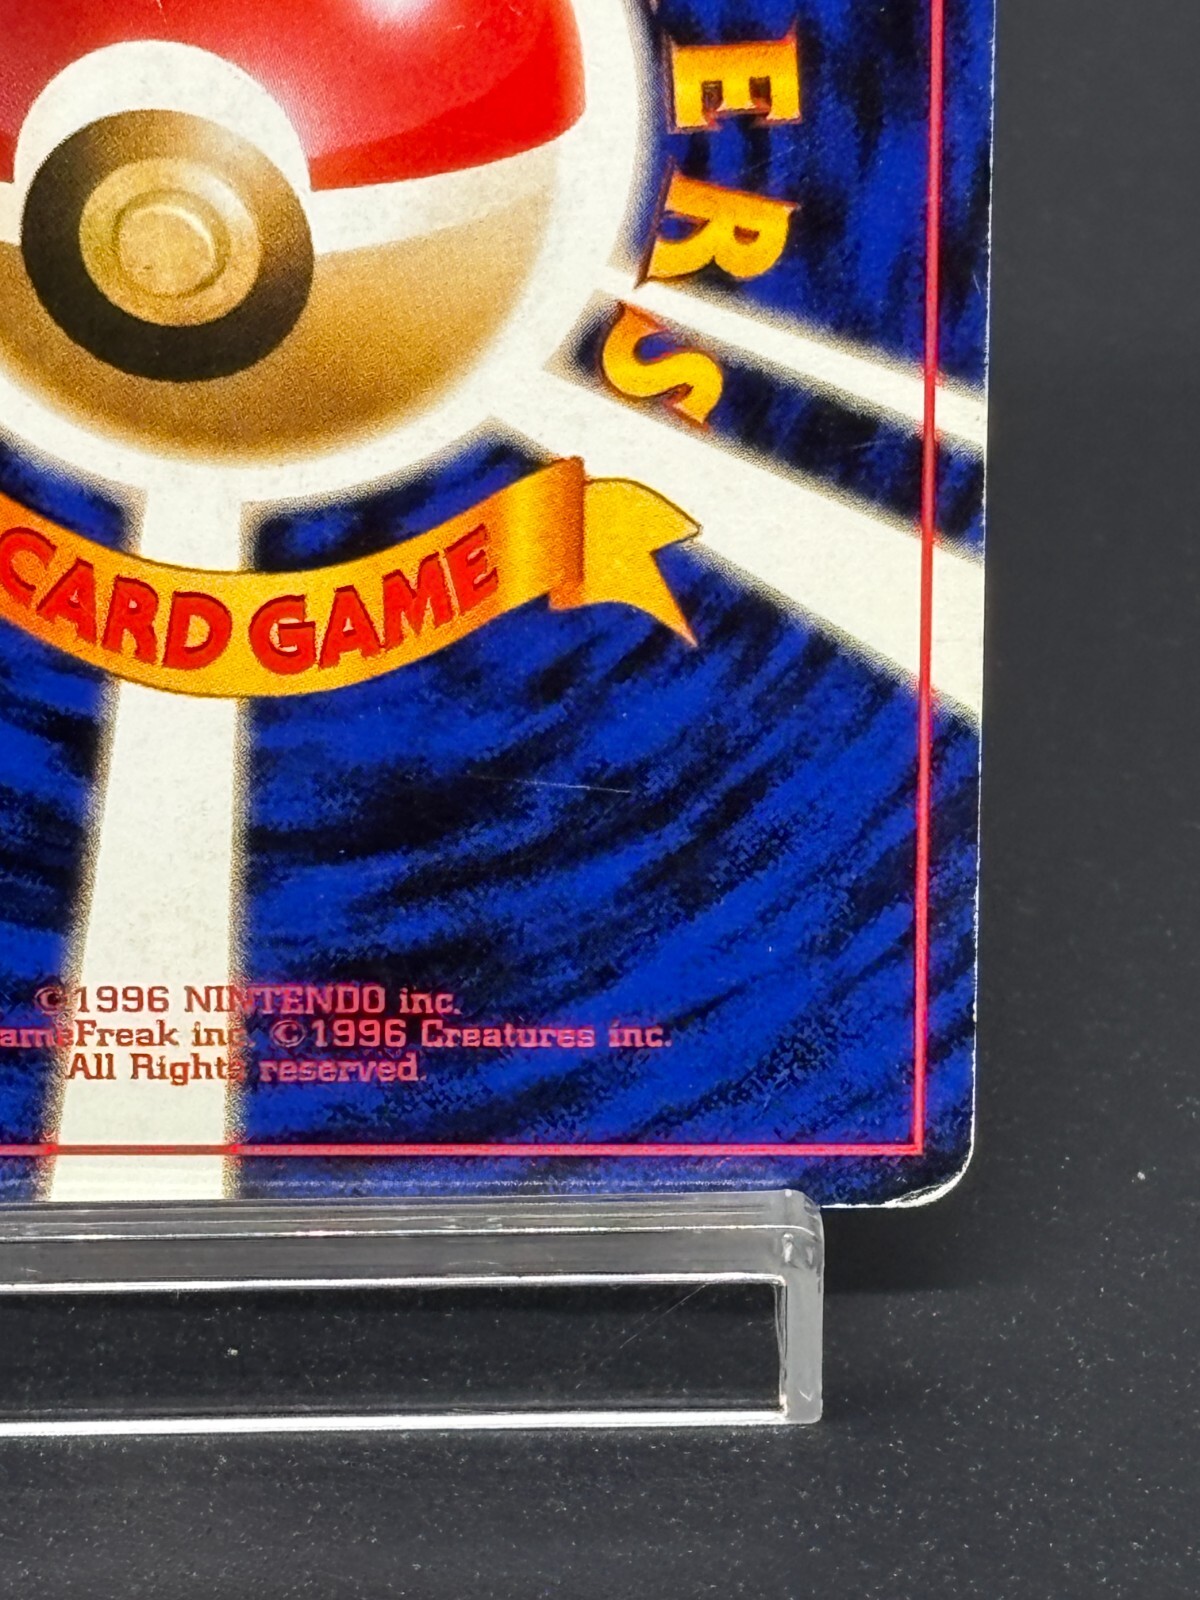 ERS
CARD GAME
©1996 NINTENDO inc.
ameFreak inc. ©1996 Creatures inc.
All Rights reserved.